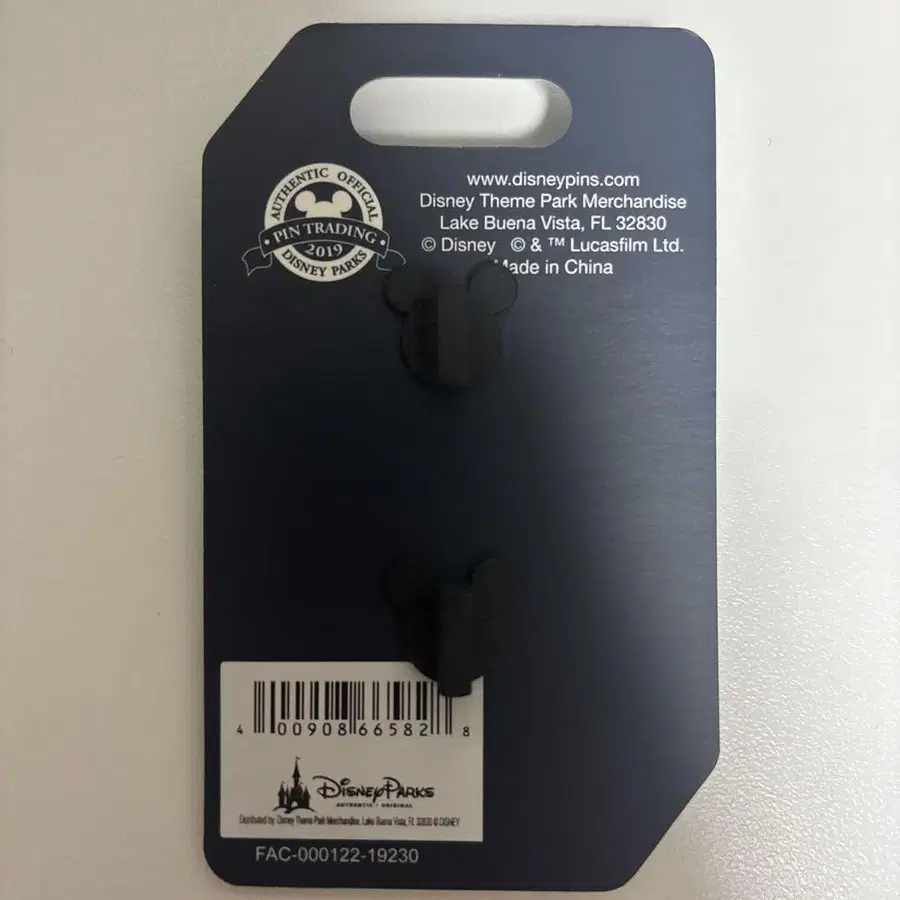 AUTHENTIC OFFICIAL
PIN TRADING
2019
DISNEY PARKS
www.disneypins.com
Disney Theme Park Merchandise
Lake Buena Vista, FL 32830
© Disney © & ™ Lucasfilm Ltd.
Made in China
4 00908 66582 8
DISNEY PARKS
AUTHENTIC • ORIGINAL
Distributed by: Disney Theme Park Merchandise, Lake Buena Vista, FL 32830 © DISNEY
FAC-000122-19230